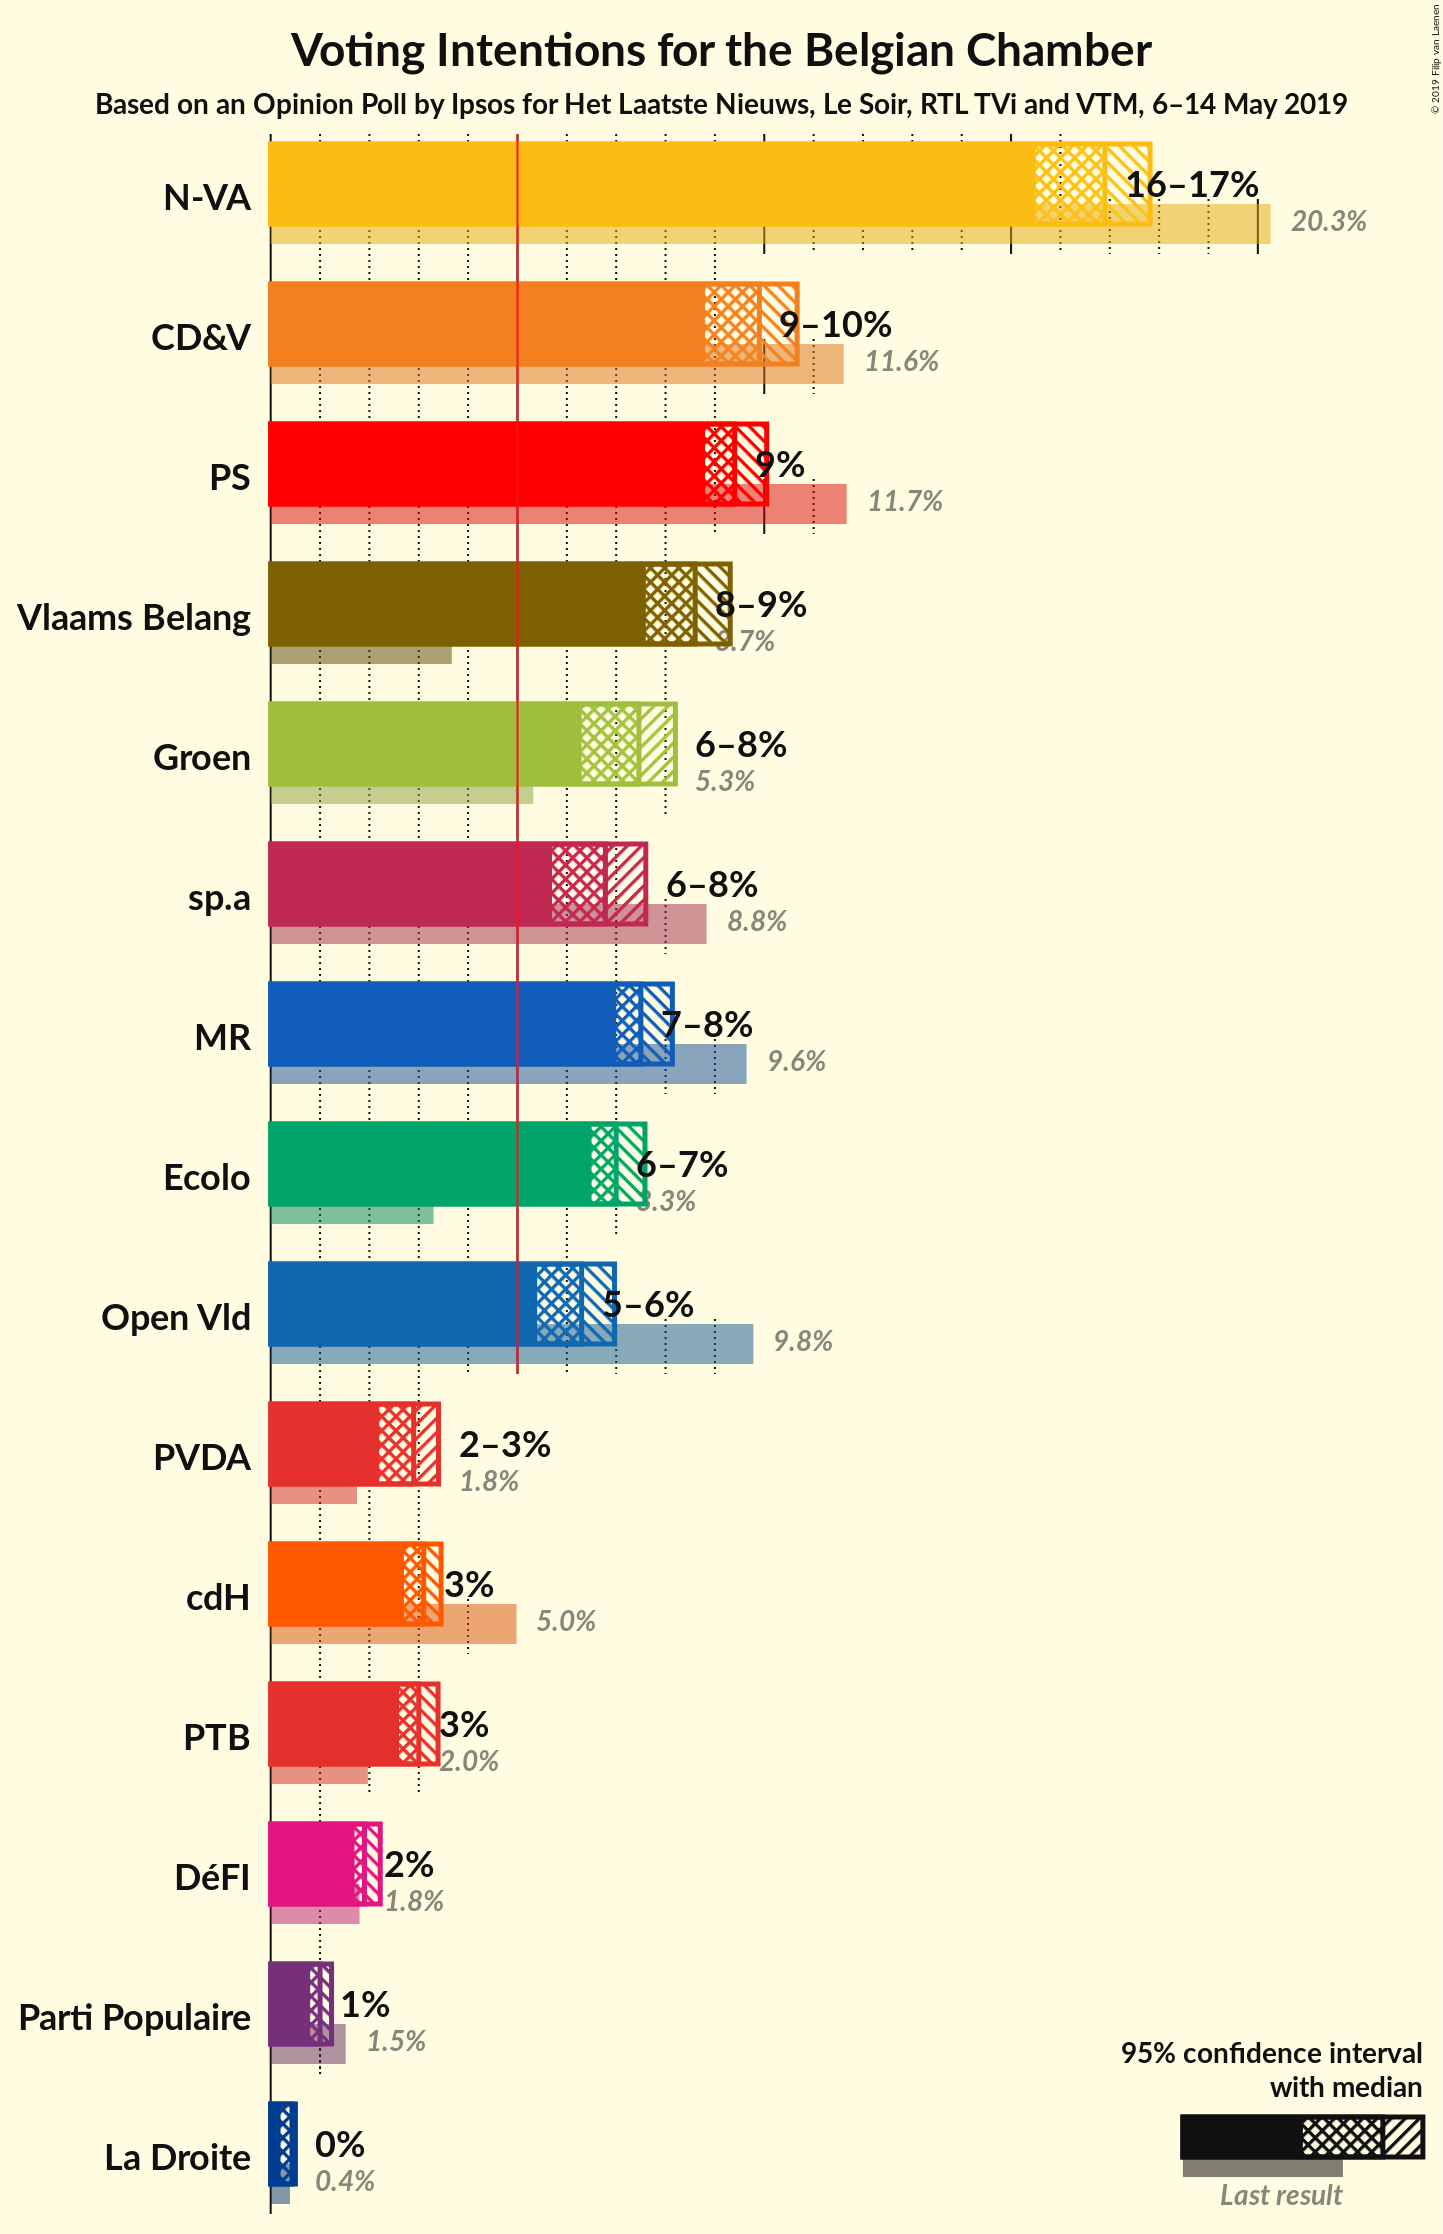 Voting Intentions for the Belgian Chamber
Based on an Opinion Poll by Ipsos for Het Laatste Nieuws, Le Soir, RTL TVi and VTM, 6–14 May 2019
© 2019 Filip van Laenen
N-VA
16–17%
20.3%
CD&V
9–10%
11.6%
PS
9%
11.7%
Vlaams Belang
8–9%
3.7%
Groen
6–8%
5.3%
sp.a
6–8%
8.8%
MR
7–8%
9.6%
Ecolo
6–7%
3.3%
Open Vld
5–6%
9.8%
PVDA
2–3%
1.8%
cdH
3%
5.0%
PTB
3%
2.0%
DéFI
2%
1.8%
Parti Populaire
1%
1.5%
La Droite
0%
0.4%
95% confidence interval
with median
Last result